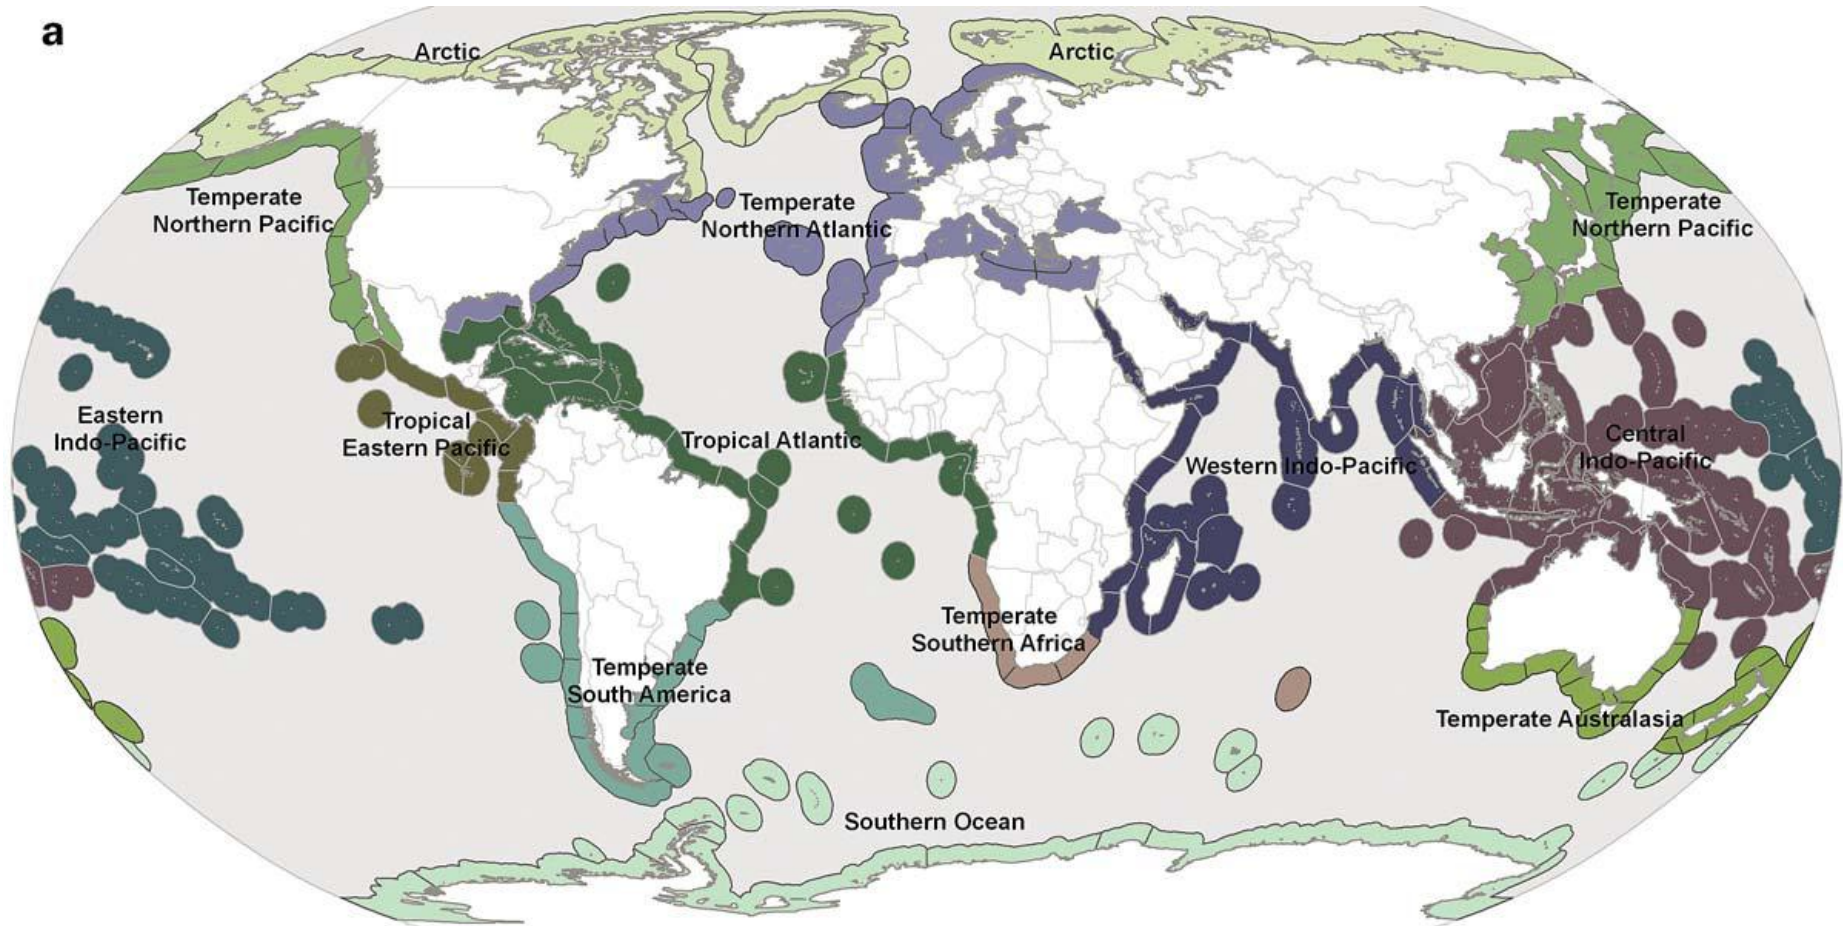 a
Arctic
Arctic
Temperate
Northern Pacific
Temperate
Northern Atlantic
Temperate
Northern Pacific
Eastern
Indo-Pacific
Tropical
Eastern Pacific
Tropical Atlantic
Western Indo-Pacific
Central
Indo-Pacific
Temperate
Southern Africa
Temperate
South America
Temperate Australasia
Southern Ocean